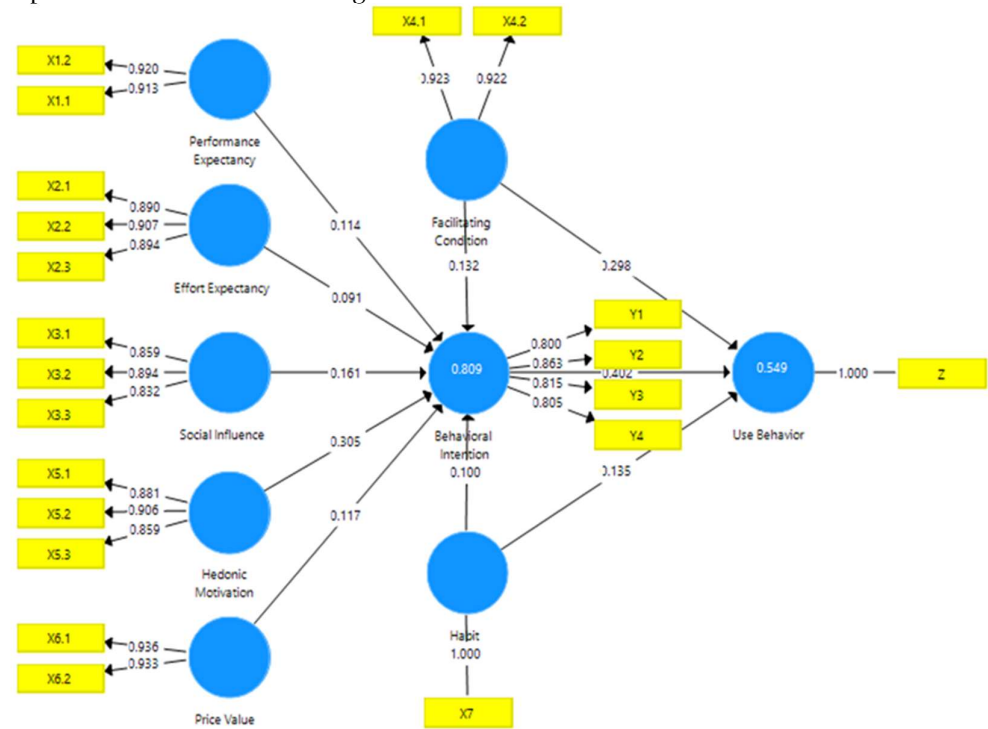 X4.1
X4.2
X1.2
X1.1
0.920
0.913
0.923
0.922
Performance
Expectancy
X2.1
X2.2
X2.3
0.890
0.907
0.894
0.114
Facilitating
Condition
Effort Expectancy
0.132
0.298
0.091
Y1
X3.1
X3.2
X3.3
0.859
0.894
0.832
0.161
0.809
0.800
0.863
0.402
0.815
0.805
Y2
Y3
Y4
0.549
1.000
Z
Social Influence
Behavioral
Intention
Use Behavior
0.305
0.100
0.135
X5.1
X5.2
X5.3
0.881
0.906
0.859
0.117
Hedonic
Motivation
X6.1
X6.2
0.936
0.933
Habit
1.000
Price Value
X7